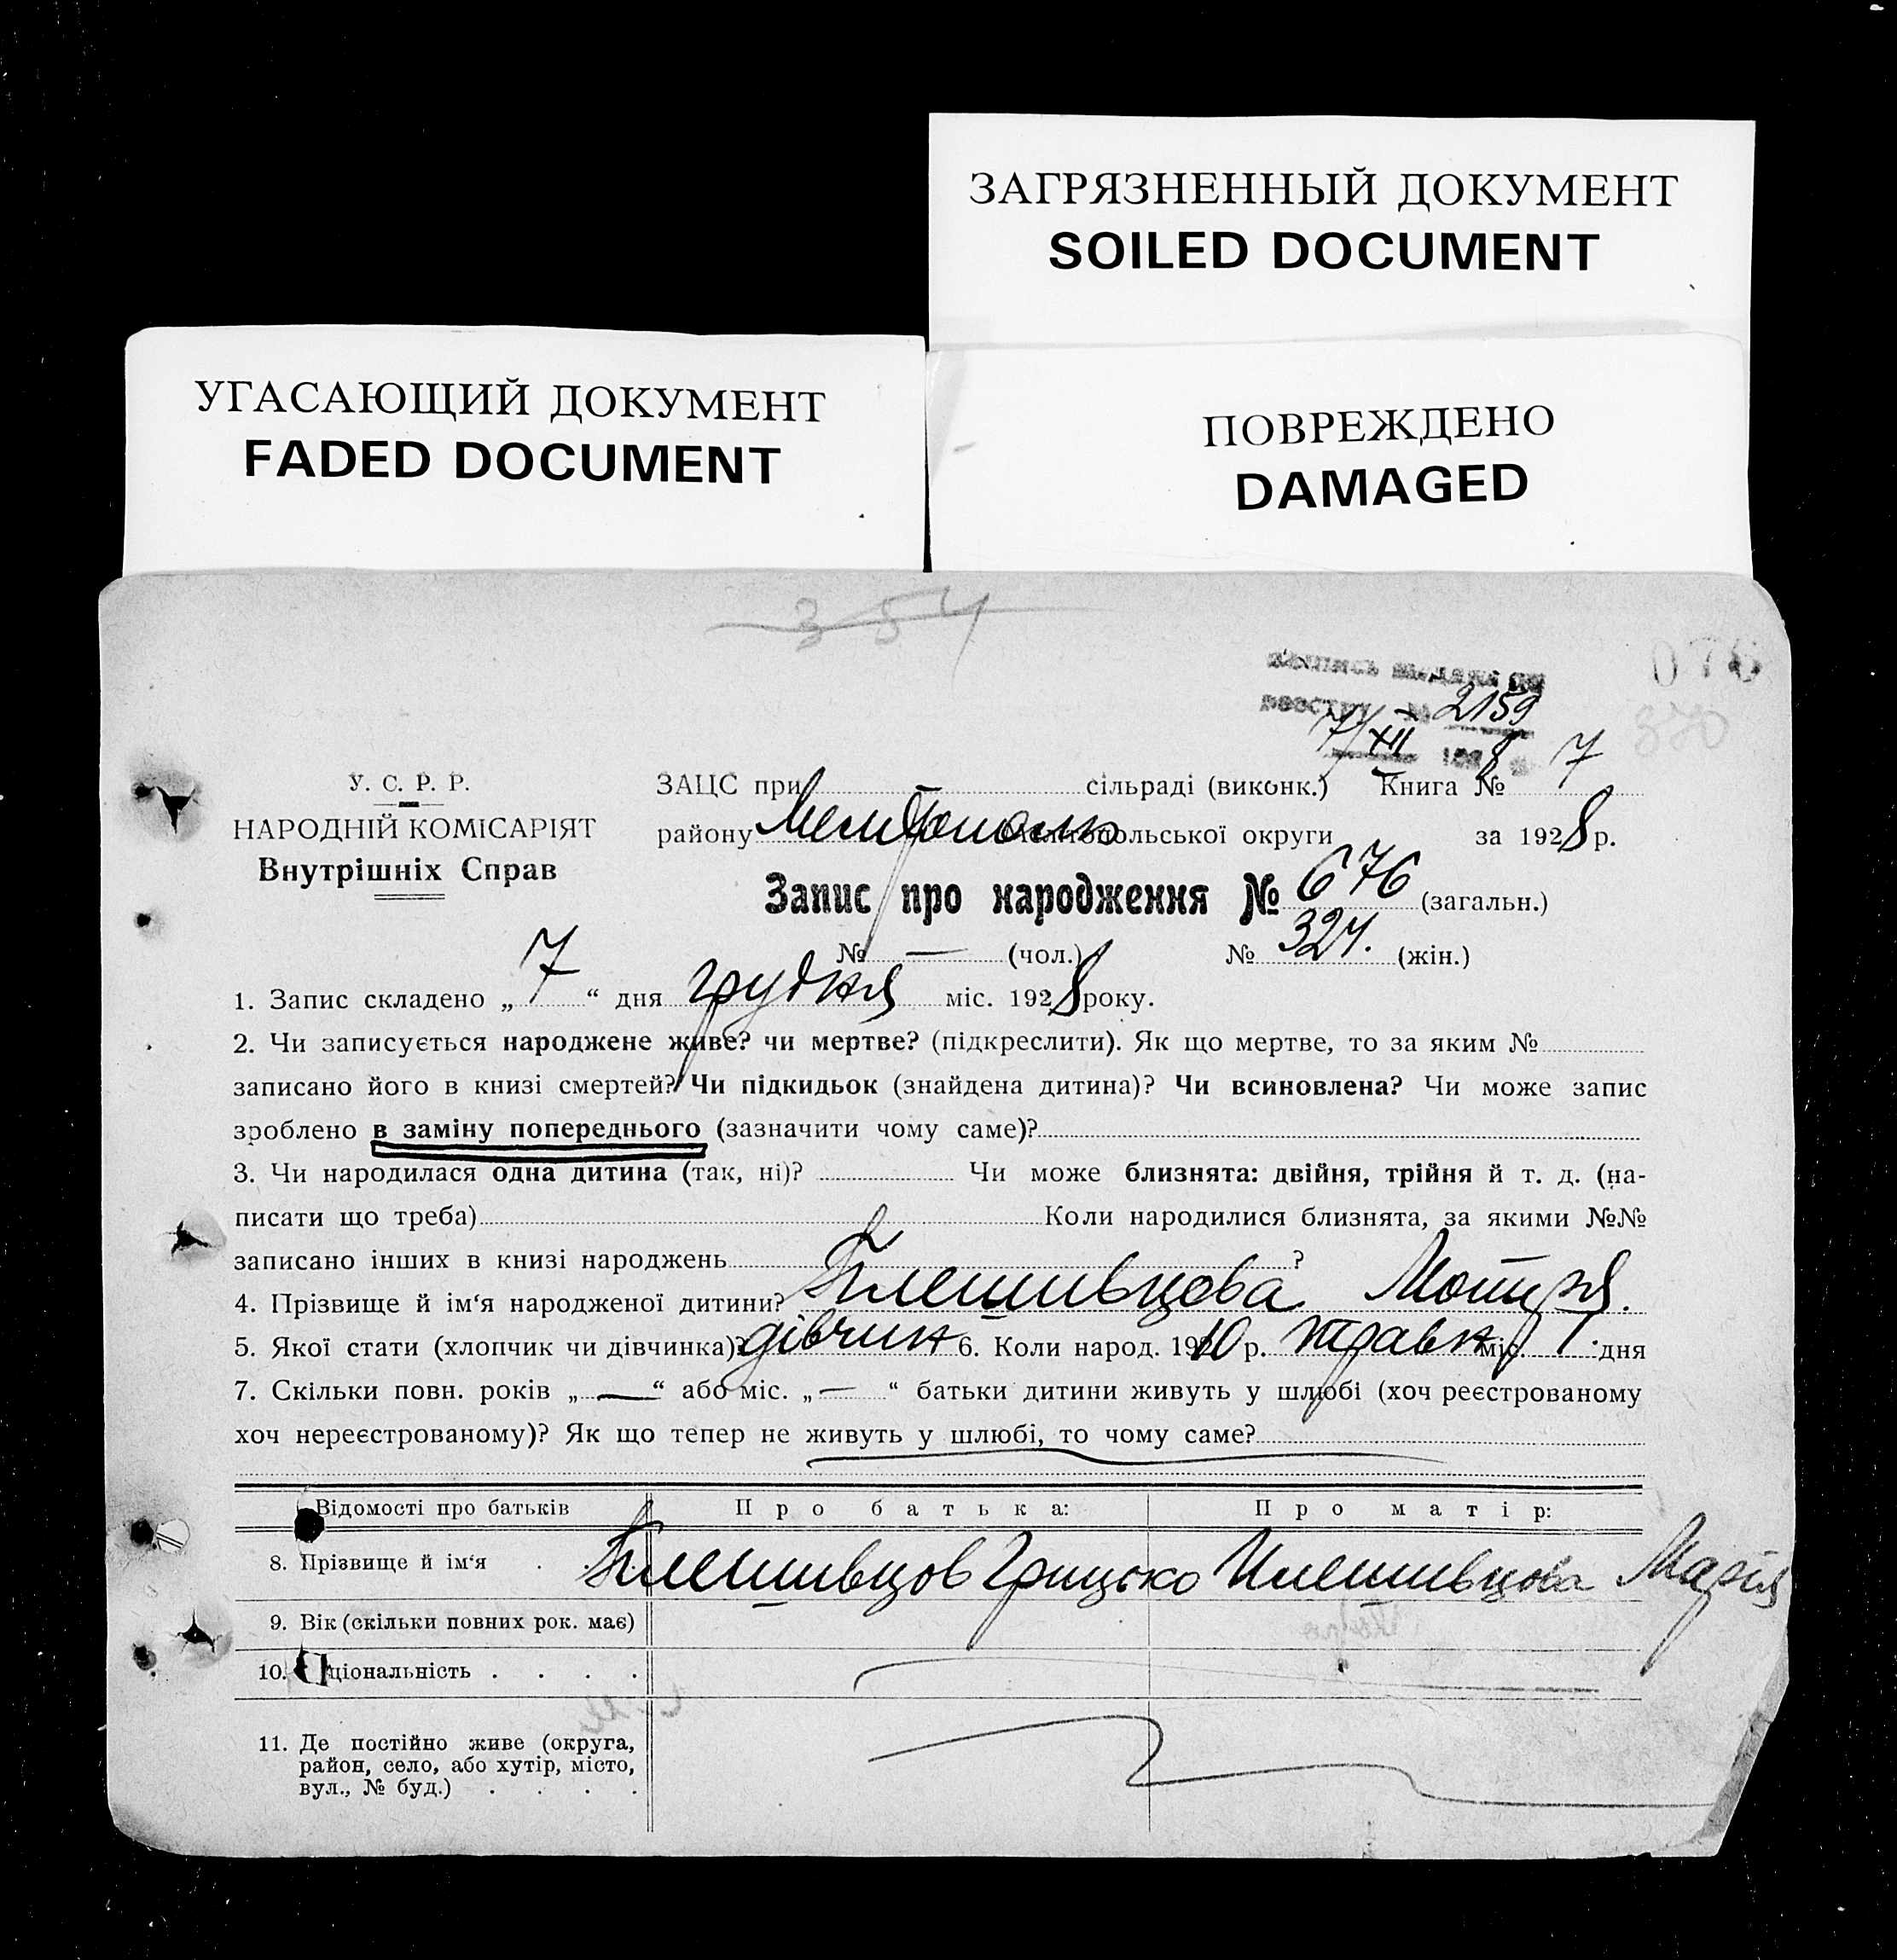 ЗАГРЯЗНЕННЫЙ ДОКУМЕНТ
SOILED DOCUMENT
УГАСАЮЩИЙ ДОКУМЕНТ
FADED DOCUMENT
ПОВРЕЖДЕНО
DAMAGED
354
076
2159
7/XII 8
У. С. Р. Р.
НАРОДНІЙ КОМІСАРІЯТ
Внутрішніх Справ
ЗАЦС при сільраді (виконк.) Книга № 7
району округи за 1928 р.
Запис про народження № 676 (загальн.)
№ — (чол.) № 324. (жін.)
1. Запис складено „ 7 “ дня грудня міс. 1928 року.
2. Чи записується народжене живе? чи мертве? (підкреслити). Як що мертве, то за яким №
записано його в книзі смертей? Чи підкидьок (знайдена дитина)? Чи всиновлена? Чи може запис
зроблено в заміну попереднього (зазначити чому саме)?
3. Чи народилася одна дитина (так, ні)? Чи може близнята: двійня, трійня й т. д. (на-
писати що треба) Коли народилися близнята, за якими №№
записано інших в книзі народжень ?
4. Прізвище й ім‘я народженої дитини? Мотря.
5. Якої стати (хлопчик чи дівчинка)? дівчин 6. Коли народ. 1910 р. травня міс. 1. дня
7. Скільки повн. років „ — “ або міс. „ — “ батьки дитини живуть у шлюбі (хоч реєстрованому
хоч нереєстрованому)? Як що тепер не живуть у шлюбі, то чому саме?
Відомості про батьків Про батька: Про матір:
8. Прізвище й ім‘я . Грицько Марія
9. Вік (скільки повних рок. має)
10. ціональність . . . .
11. Де постійно живе (округа,
район, село, або хутір, місто,
вул., № буд.) . . . .